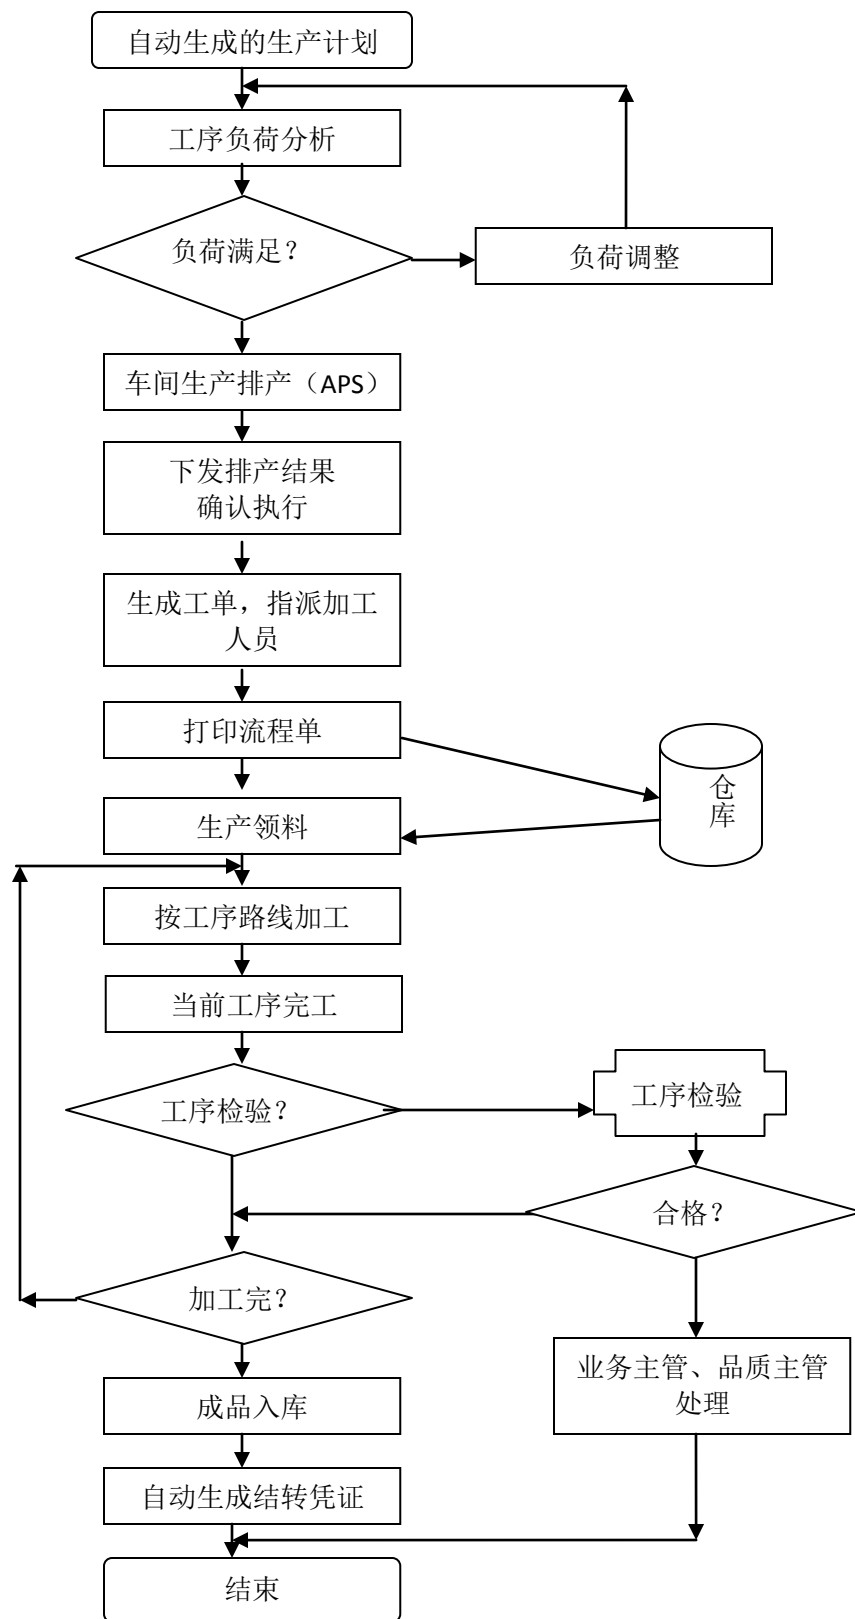 自动生成的生产计划
工序负荷分析
负荷满足？
负荷调整
车间生产排产（APS）
下发排产结果
确认执行
生成工单，指派加工
人员
打印流程单
仓
库
生产领料
按工序路线加工
当前工序完工
工序检验？
工序检验
合格？
加工完？
业务主管、品质主管
处理
成品入库
自动生成结转凭证
结束